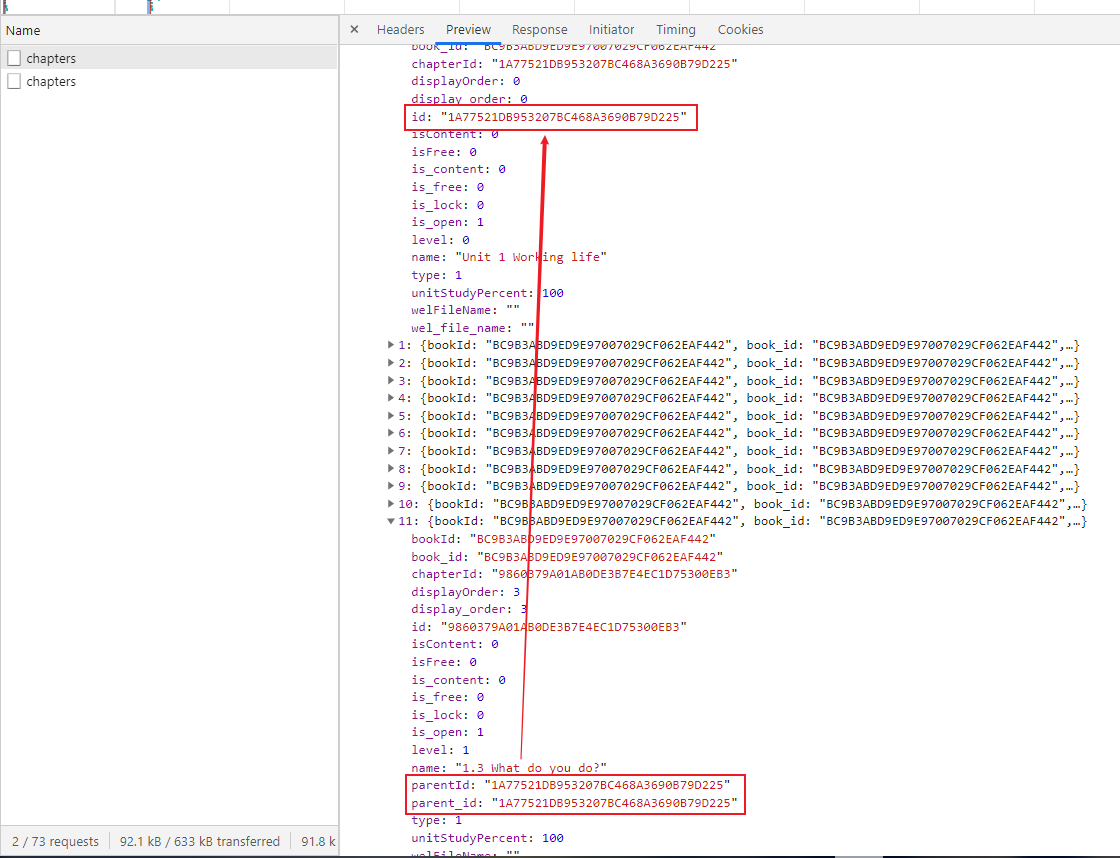 Name
× Headers Preview Response Initiator Timing Cookies
chapters
chapters
book_id: "BC9B3ABD9ED9E97007029CF062EAF442"
chapterId: "1A77521DB953207BC468A3690B79D225"
displayOrder: 0
display_order: 0
id: "1A77521DB953207BC468A3690B79D225"
isContent: 0
isFree: 0
is_content: 0
is_free: 0
is_lock: 0
is_open: 1
level: 0
name: "Unit 1 Working life"
type: 1
unitStudyPercent: 100
welFileName: ""
wel_file_name: ""
1: {bookId: "BC9B3ABD9ED9E97007029CF062EAF442", book_id: "BC9B3ABD9ED9E97007029CF062EAF442",…}
2: {bookId: "BC9B3ABD9ED9E97007029CF062EAF442", book_id: "BC9B3ABD9ED9E97007029CF062EAF442",…}
3: {bookId: "BC9B3ABD9ED9E97007029CF062EAF442", book_id: "BC9B3ABD9ED9E97007029CF062EAF442",…}
4: {bookId: "BC9B3ABD9ED9E97007029CF062EAF442", book_id: "BC9B3ABD9ED9E97007029CF062EAF442",…}
5: {bookId: "BC9B3ABD9ED9E97007029CF062EAF442", book_id: "BC9B3ABD9ED9E97007029CF062EAF442",…}
6: {bookId: "BC9B3ABD9ED9E97007029CF062EAF442", book_id: "BC9B3ABD9ED9E97007029CF062EAF442",…}
7: {bookId: "BC9B3ABD9ED9E97007029CF062EAF442", book_id: "BC9B3ABD9ED9E97007029CF062EAF442",…}
8: {bookId: "BC9B3ABD9ED9E97007029CF062EAF442", book_id: "BC9B3ABD9ED9E97007029CF062EAF442",…}
9: {bookId: "BC9B3ABD9ED9E97007029CF062EAF442", book_id: "BC9B3ABD9ED9E97007029CF062EAF442",…}
10: {bookId: "BC9B3ABD9ED9E97007029CF062EAF442", book_id: "BC9B3ABD9ED9E97007029CF062EAF442",…}
11: {bookId: "BC9B3ABD9ED9E97007029CF062EAF442", book_id: "BC9B3ABD9ED9E97007029CF062EAF442",…}
bookId: "BC9B3ABD9ED9E97007029CF062EAF442"
book_id: "BC9B3ABD9ED9E97007029CF062EAF442"
chapterId: "9860379A01AB0DE3B7E4EC1D75300EB3"
displayOrder: 3
display_order: 3
id: "9860379A01AB0DE3B7E4EC1D75300EB3"
isContent: 0
isFree: 0
is_content: 0
is_free: 0
is_lock: 0
is_open: 1
level: 1
name: "1.3 What do you do?"
parentId: "1A77521DB953207BC468A3690B79D225"
parent_id: "1A77521DB953207BC468A3690B79D225"
type: 1
unitStudyPercent: 100
welFileName: ""
2 / 73 requests 92.1 kB / 633 kB transferred 91.8 k